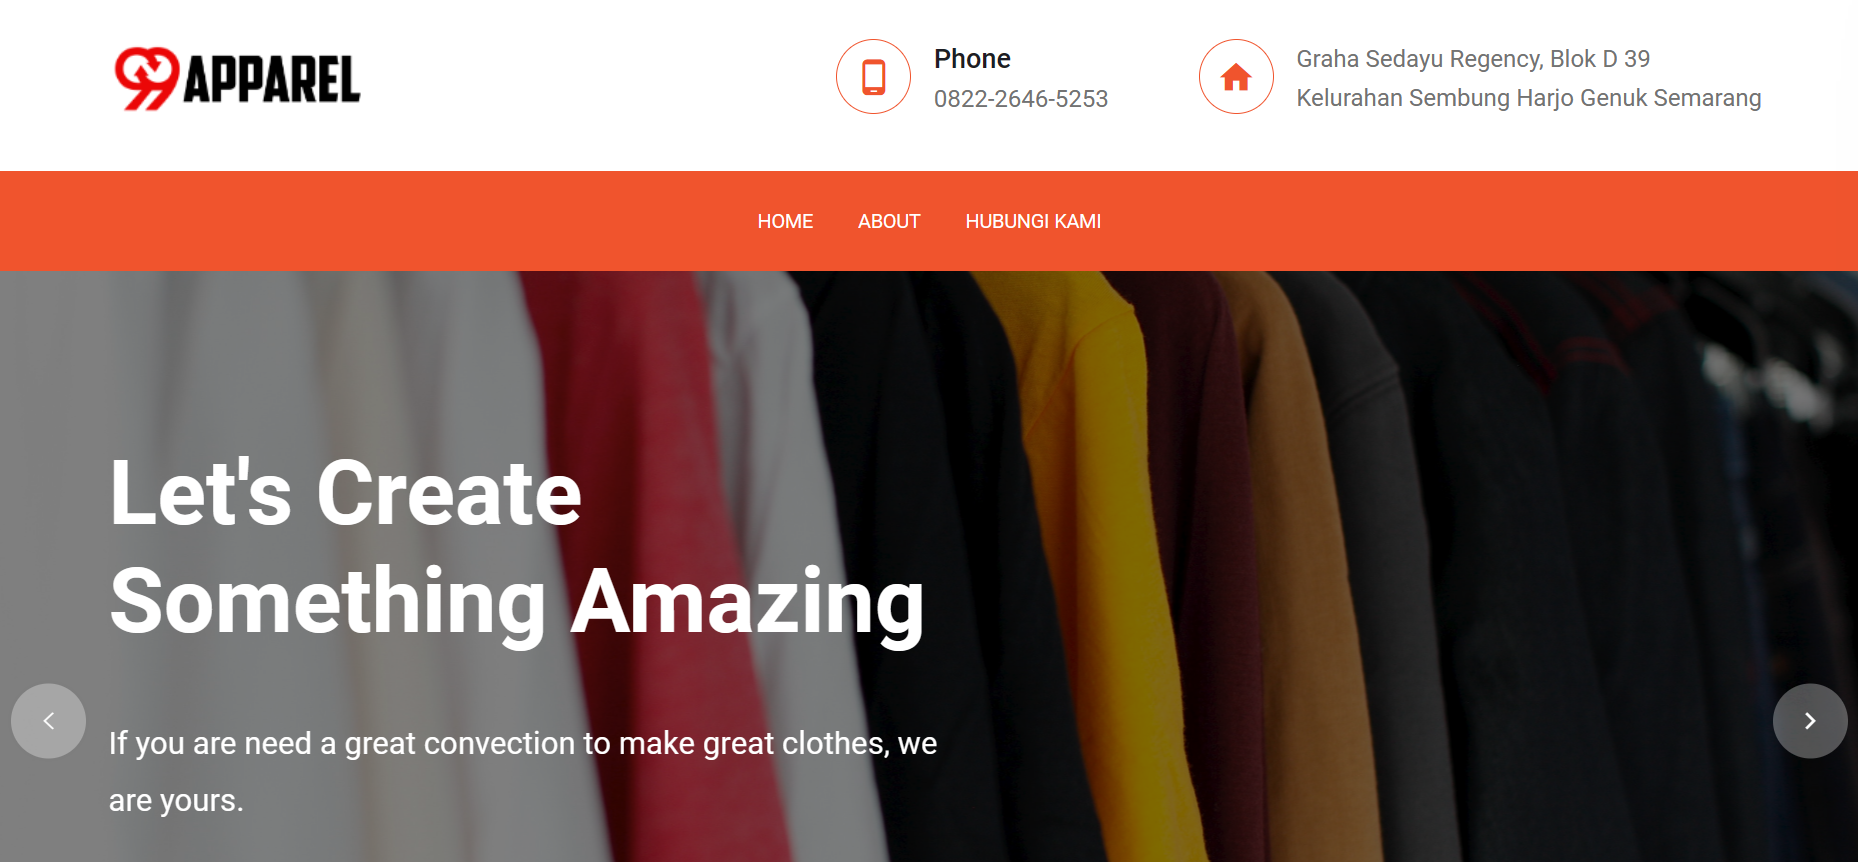 99 APPAREL
Phone
0822-2646-5253
Graha Sedayu Regency, Blok D 39
Kelurahan Sembung Harjo Genuk Semarang
HOME
ABOUT
HUBUNGI KAMI
Let's Create
Something Amazing
If you are need a great convection to make great clothes, we
are yours.